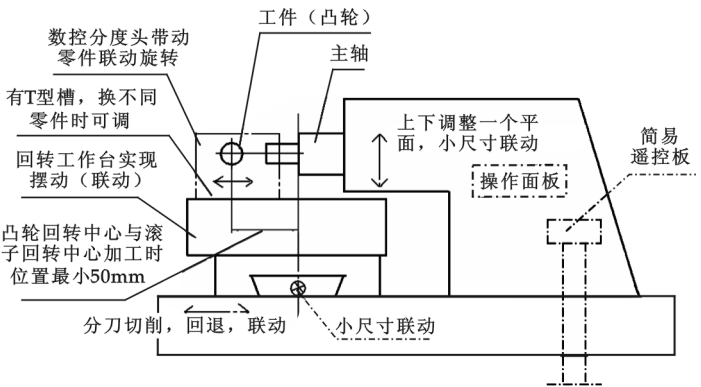 工件（凸轮）
数控分度头带动
零件联动旋转
主轴
有T型槽，换不同
零件时可调
上下调整一个平
面，小尺寸联动
简易
遥控板
回转工作台实现
摆动（联动）
操作面板
凸轮回转中心与滚
子回转中心加工时
位置最小50mm
分刀切削，回退，联动
小尺寸联动